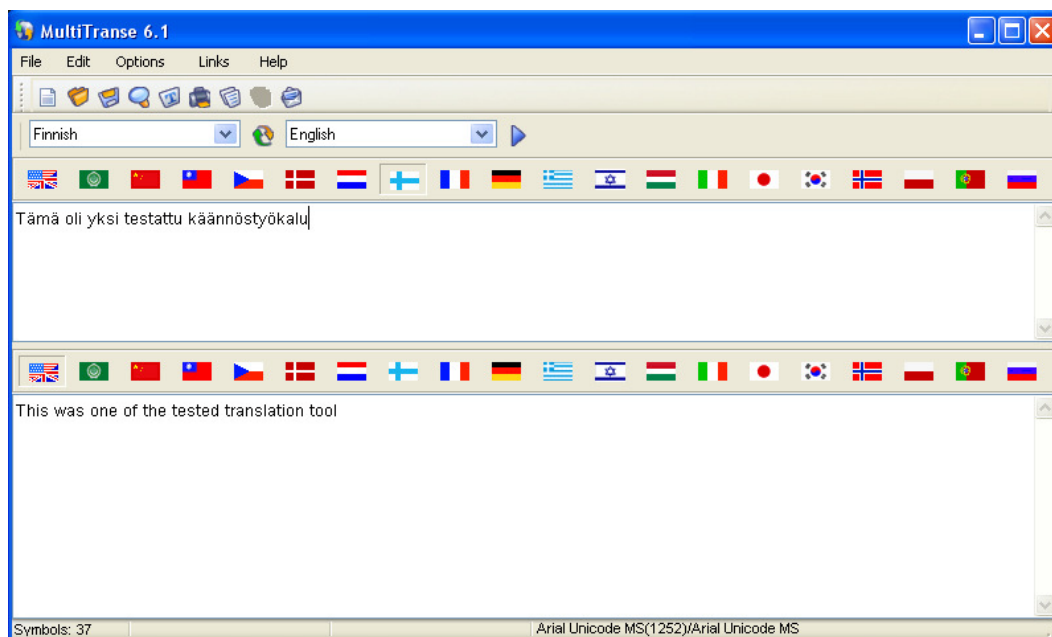 MultiTranse 6.1
File Edit Options Links Help
Finnish English
Tämä oli yksi testattu käännöstyökalu
This was one of the tested translation tool
Symbols: 37 Arial Unicode MS(1252)/Arial Unicode MS